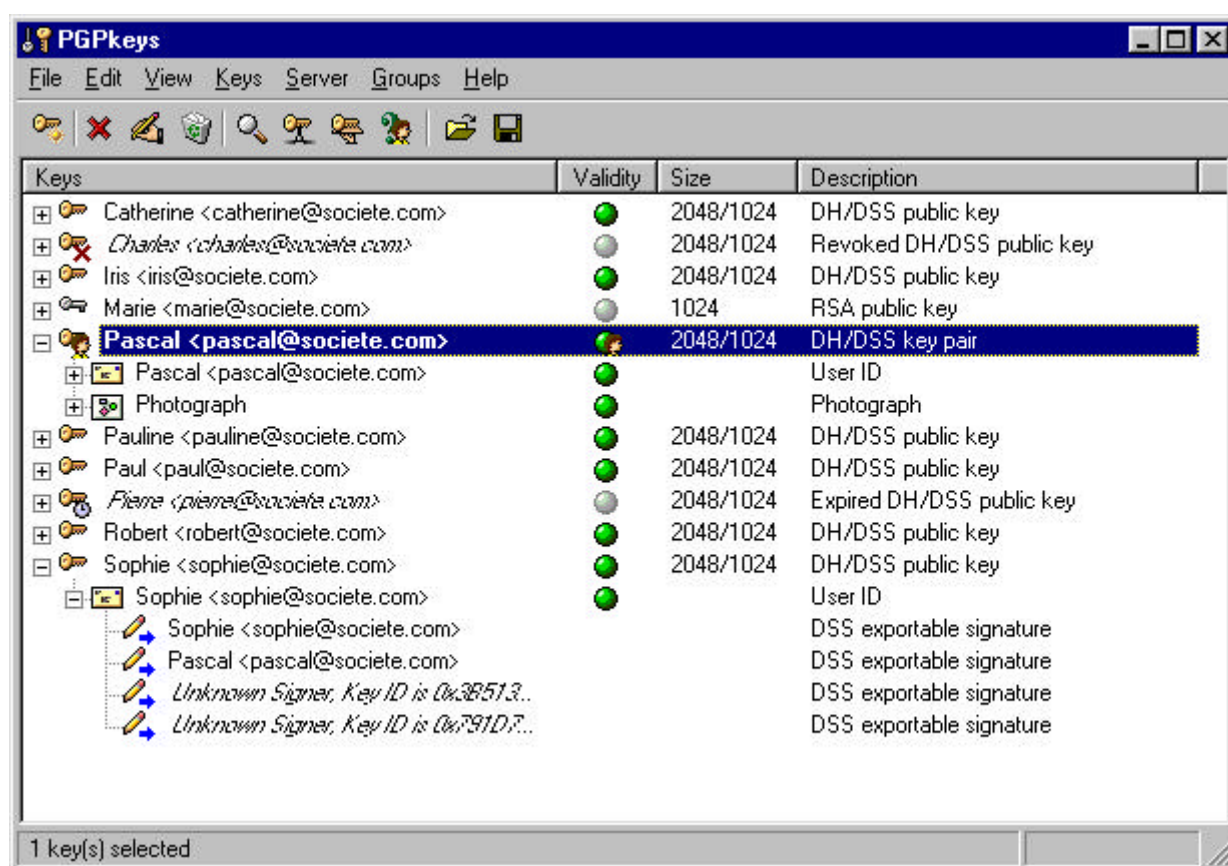 PGPkeys
File Edit View Keys Server Groups Help
Keys Validity Size Description
Catherine <catherine@societe.com> 2048/1024 DH/DSS public key
Charles <charles@societe.com> 2048/1024 Revoked DH/DSS public key
Iris <iris@societe.com> 2048/1024 DH/DSS public key
Marie <marie@societe.com> 1024 RSA public key
Pascal <pascal@societe.com> 2048/1024 DH/DSS key pair
Pascal <pascal@societe.com> User ID
Photograph Photograph
Pauline <pauline@societe.com> 2048/1024 DH/DSS public key
Paul <paul@societe.com> 2048/1024 DH/DSS public key
Pierre <pierre@societe.com> 2048/1024 Expired DH/DSS public key
Robert <robert@societe.com> 2048/1024 DH/DSS public key
Sophie <sophie@societe.com> 2048/1024 DH/DSS public key
Sophie <sophie@societe.com> User ID
Sophie <sophie@societe.com> DSS exportable signature
Pascal <pascal@societe.com> DSS exportable signature
Unknown Signer, Key ID is 0x3B513... DSS exportable signature
Unknown Signer, Key ID is 0x791D7... DSS exportable signature
1 key(s) selected